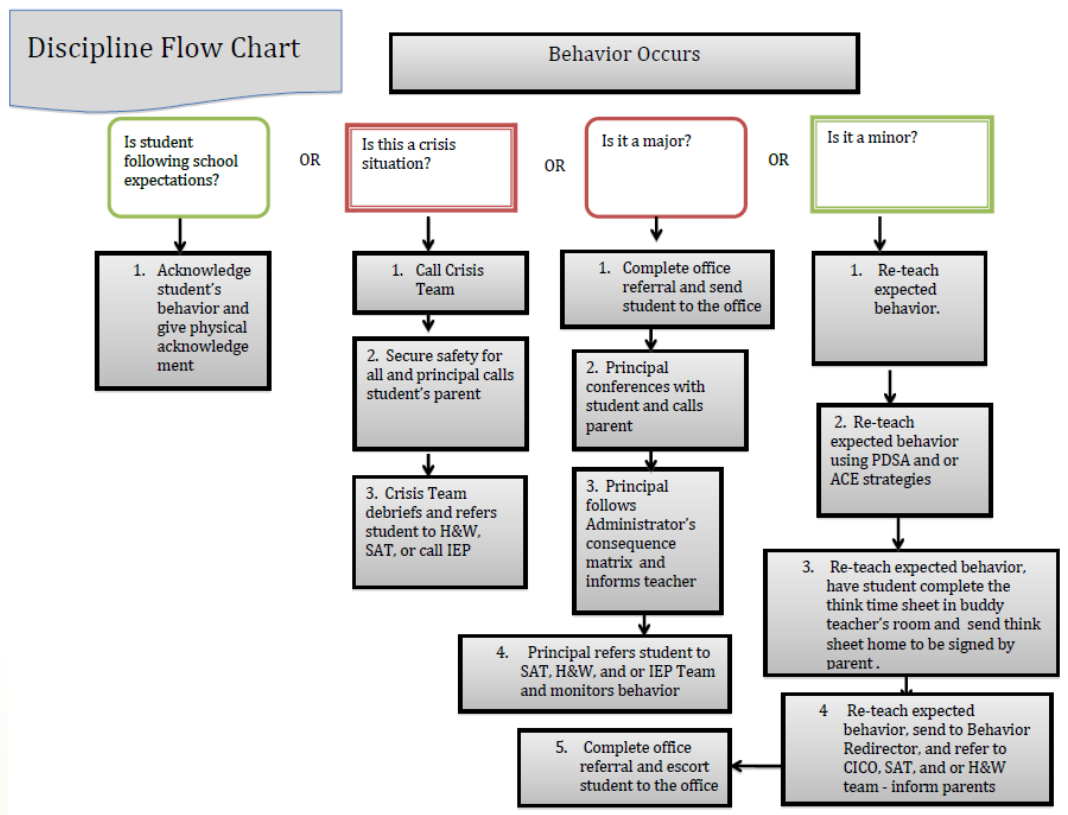 Discipline Flow Chart
Behavior Occurs
Is student
following school
expectations?
OR
Is this a crisis
situation?
OR
Is it a major?
OR
Is it a minor?
1. Acknowledge
student's
behavior and
give physical
acknowledge
ment
1. Call Crisis
Team
2. Secure safety for
all and principal calls
student's parent
3. Crisis Team
debriefs and refers
student to H&W,
SAT, or call IEP
1. Complete office
referral and send
student to the office
2. Principal
conferences with
student and calls
parent
3. Principal
follows
Administrator's
consequence
matrix and
informs teacher
4. Principal refers student to
SAT, H&W, and or IEP Team
and monitors behavior
1. Re-teach
expected
behavior.
2. Re-teach
expected behavior
using PDSA and or
ACE strategies
3. Re-teach expected behavior,
have student complete the
think time sheet in buddy
teacher's room and send think
sheet home to be signed by
parent .
4 Re-teach expected
behavior, send to Behavior
Redirector, and refer to
CICO, SAT, and or H&W
team - inform parents
5. Complete office
referral and escort
student to the office